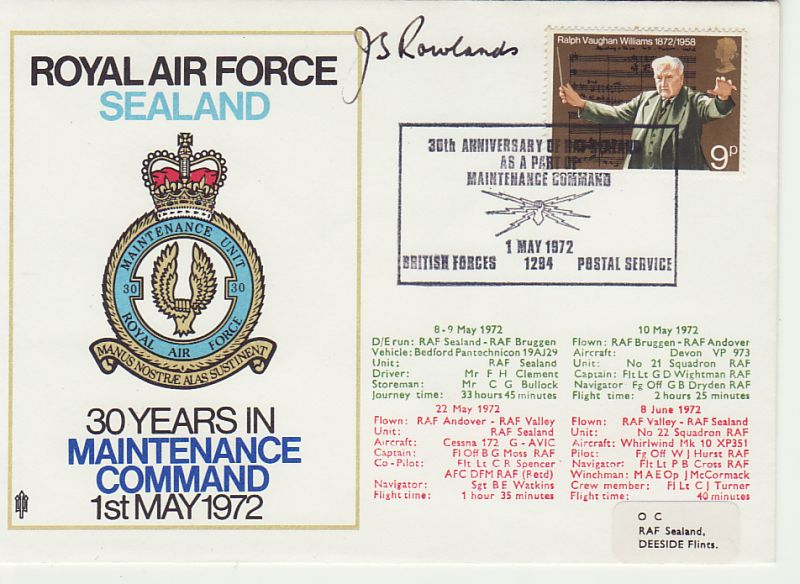 ROYAL AIR FORCE
SEALAND
MAINTENANCE UNIT
30 30
ROYAL AIR FORCE
MANUS NOSTRÆ ALAS SUSTINENT
30 YEARS IN
MAINTENANCE
COMMAND
1st MAY 1972
J S Rowlands
Ralph Vaughan Williams 1872/1958
9p
30th ANNIVERSARY OF RAF SEALAND
AS A PART OF
MAINTENANCE COMMAND
1 MAY 1972
BRITISH FORCES 1294 POSTAL SERVICE
8-9 May 1972
D/E run: RAF Sealand - RAF Bruggen
Vehicle: Bedford Pantechnicon 19AJ29
Unit: RAF Sealand
Driver: Mr F H Clement
Storeman: Mr C G Bullock
Journey time: 33 hours 45 minutes
10 May 1972
Flown: RAF Bruggen - RAF Andover
Aircraft: Devon VP 973
Unit: No 21 Squadron RAF
Captain: Flt Lt G D Wightman RAF
Navigator: Fg Off G B Dryden RAF
Flight time: 2 hours 25 minutes
22 May 1972
Flown: RAF Andover - RAF Valley
Unit: RAF Sealand
Aircraft: Cessna 172 G-AVIC
Captain: Fl Off B G Moss RAF
Co-Pilot: Flt Lt C R Spencer
AFC DFM RAF (Retd)
Navigator: Sgt B E Watkins
Flight time: 1 hour 35 minutes
8 June 1972
Flown: RAF Valley - RAF Sealand
Unit: No 22 Squadron RAF
Aircraft: Whirlwind Mk 10 XP351
Pilot: Fg Off W J Hurst RAF
Navigator: Flt Lt P B Cross RAF
Winchman: M A E Op J McCormack
Crew member: Fl Lt C J Turner
Flight time: 40 minutes
O C
RAF Sealand,
DEESIDE Flints.